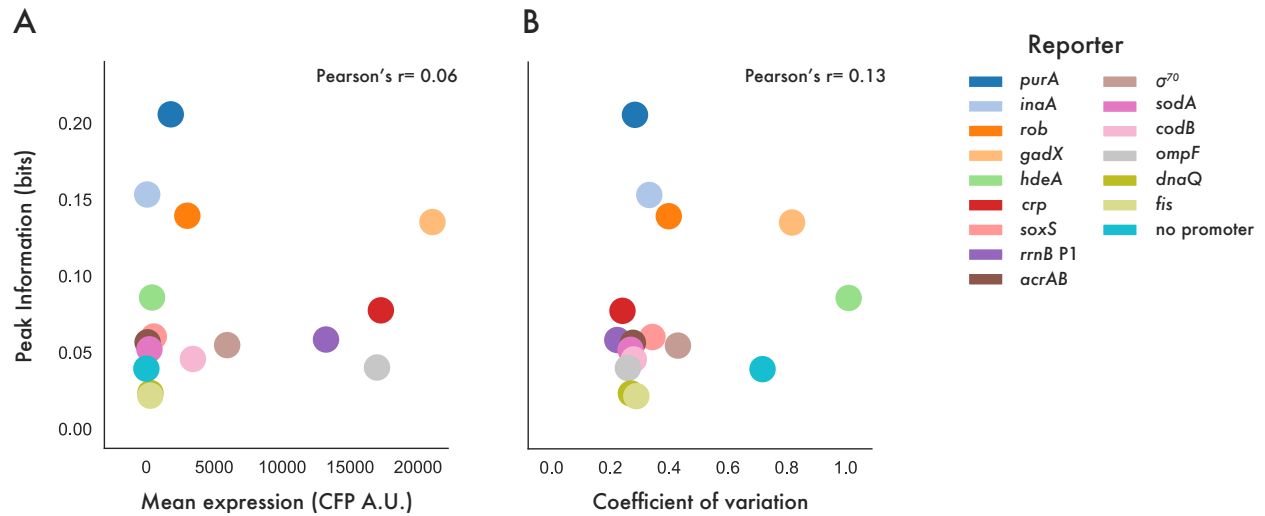 A
Pearson's r= 0.06
Peak Information (bits)
0.20
0.15
0.10
0.05
0.00
0
5000
10000
15000
20000
Mean expression (CFP A.U.)
B
Pearson's r= 0.13
0.0
0.2
0.4
0.6
0.8
1.0
Coefficient of variation
Reporter
purA
inaA
rob
gadX
hdeA
crp
soxS
rrnB P1
acrAB
σ⁷⁰
sodA
codB
ompF
dnaQ
fis
no promoter